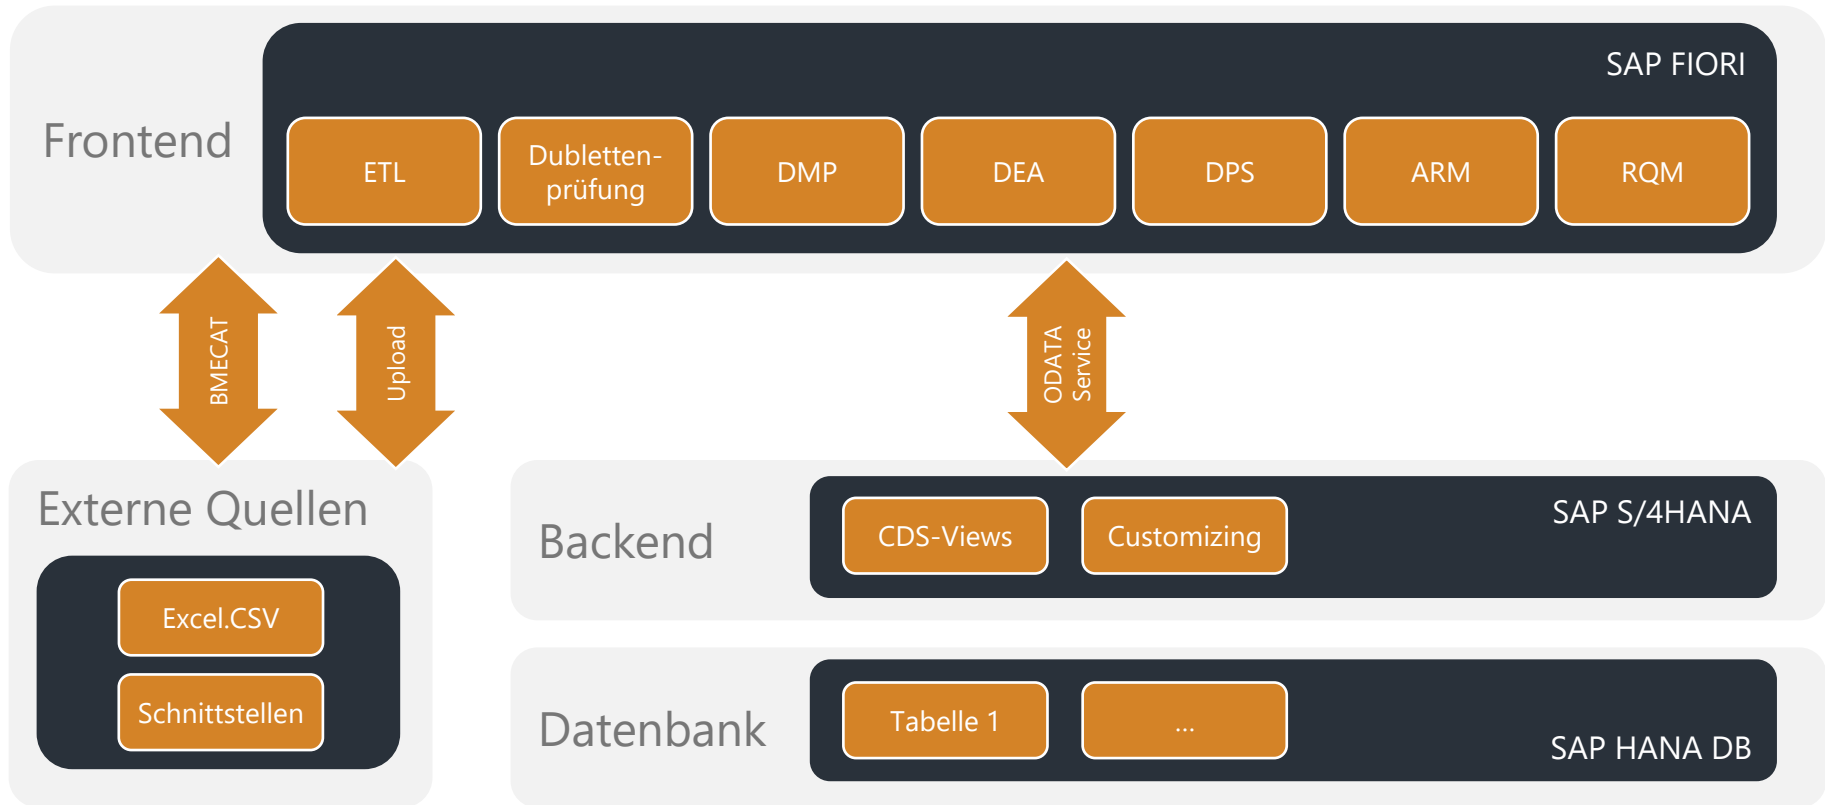 SAP FIORI
Frontend
ETL
Dubletten-
prüfung
DMP
DEA
DPS
ARM
RQM
BMECAT
Upload
ODATA
Service
Externe Quellen
Excel.CSV
Schnittstellen
Backend
CDS-Views
Customizing
SAP S/4HANA
Datenbank
Tabelle 1
...
SAP HANA DB